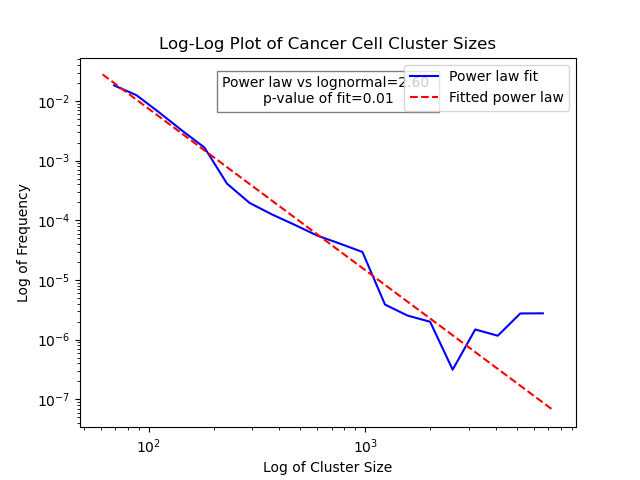 Log-Log Plot of Cancer Cell Cluster Sizes
Power law vs lognormal=2.60
p-value of fit=0.01
Power law fit
Fitted power law
Log of Frequency
10⁻²
10⁻³
10⁻⁴
10⁻⁵
10⁻⁶
10⁻⁷
10²
10³
Log of Cluster Size